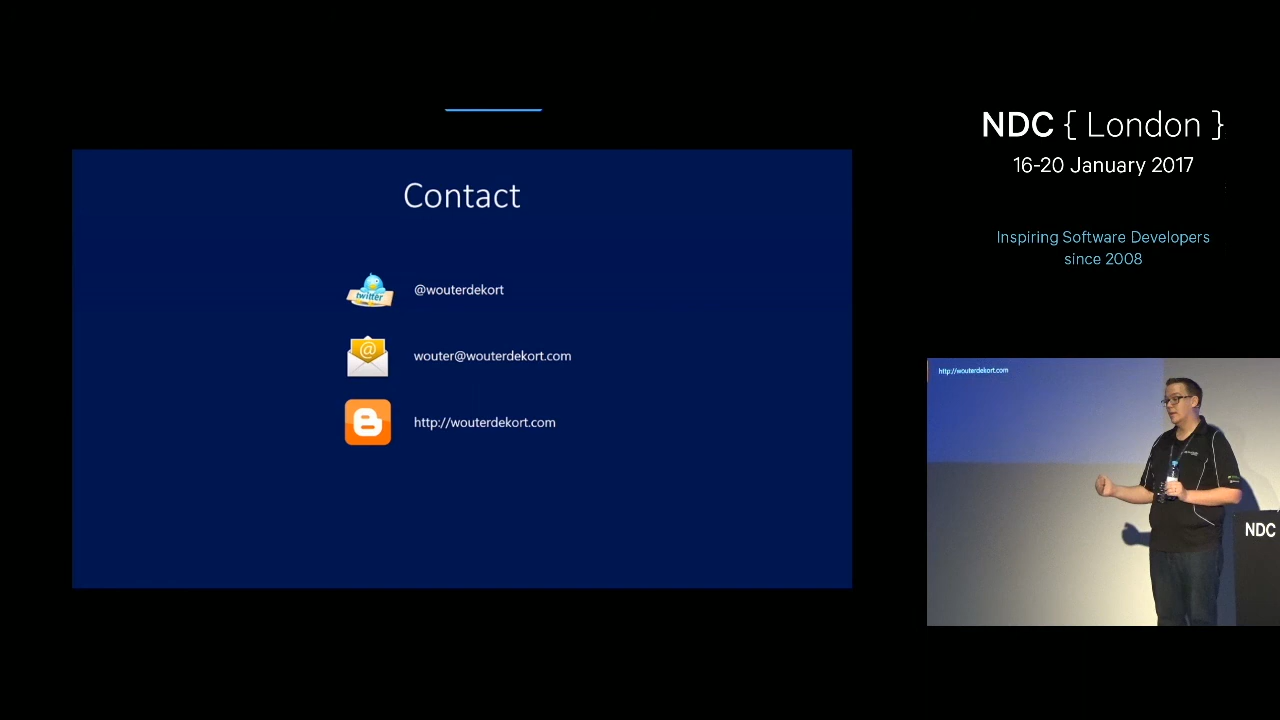 Contact
twitter
@wouterdekort
@
wouter@wouterdekort.com
http://wouterdekort.com
NDC { London }
16-20 January 2017
Inspiring Software Developers
since 2008
http://wouterdekort.com
NDC